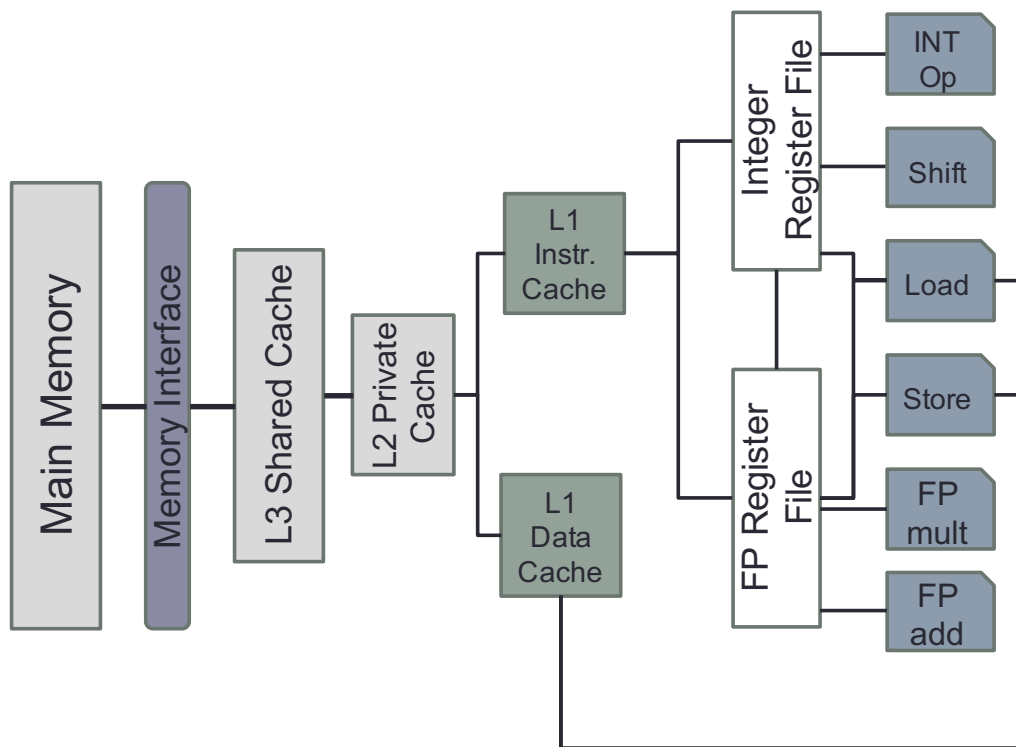 Main Memory
Memory Interface
L3 Shared Cache
L2 Private
Cache
L1
Instr.
Cache
L1
Data
Cache
Integer
Register File
FP Register
File
INT
Op
Shift
Load
Store
FP
mult
FP
add